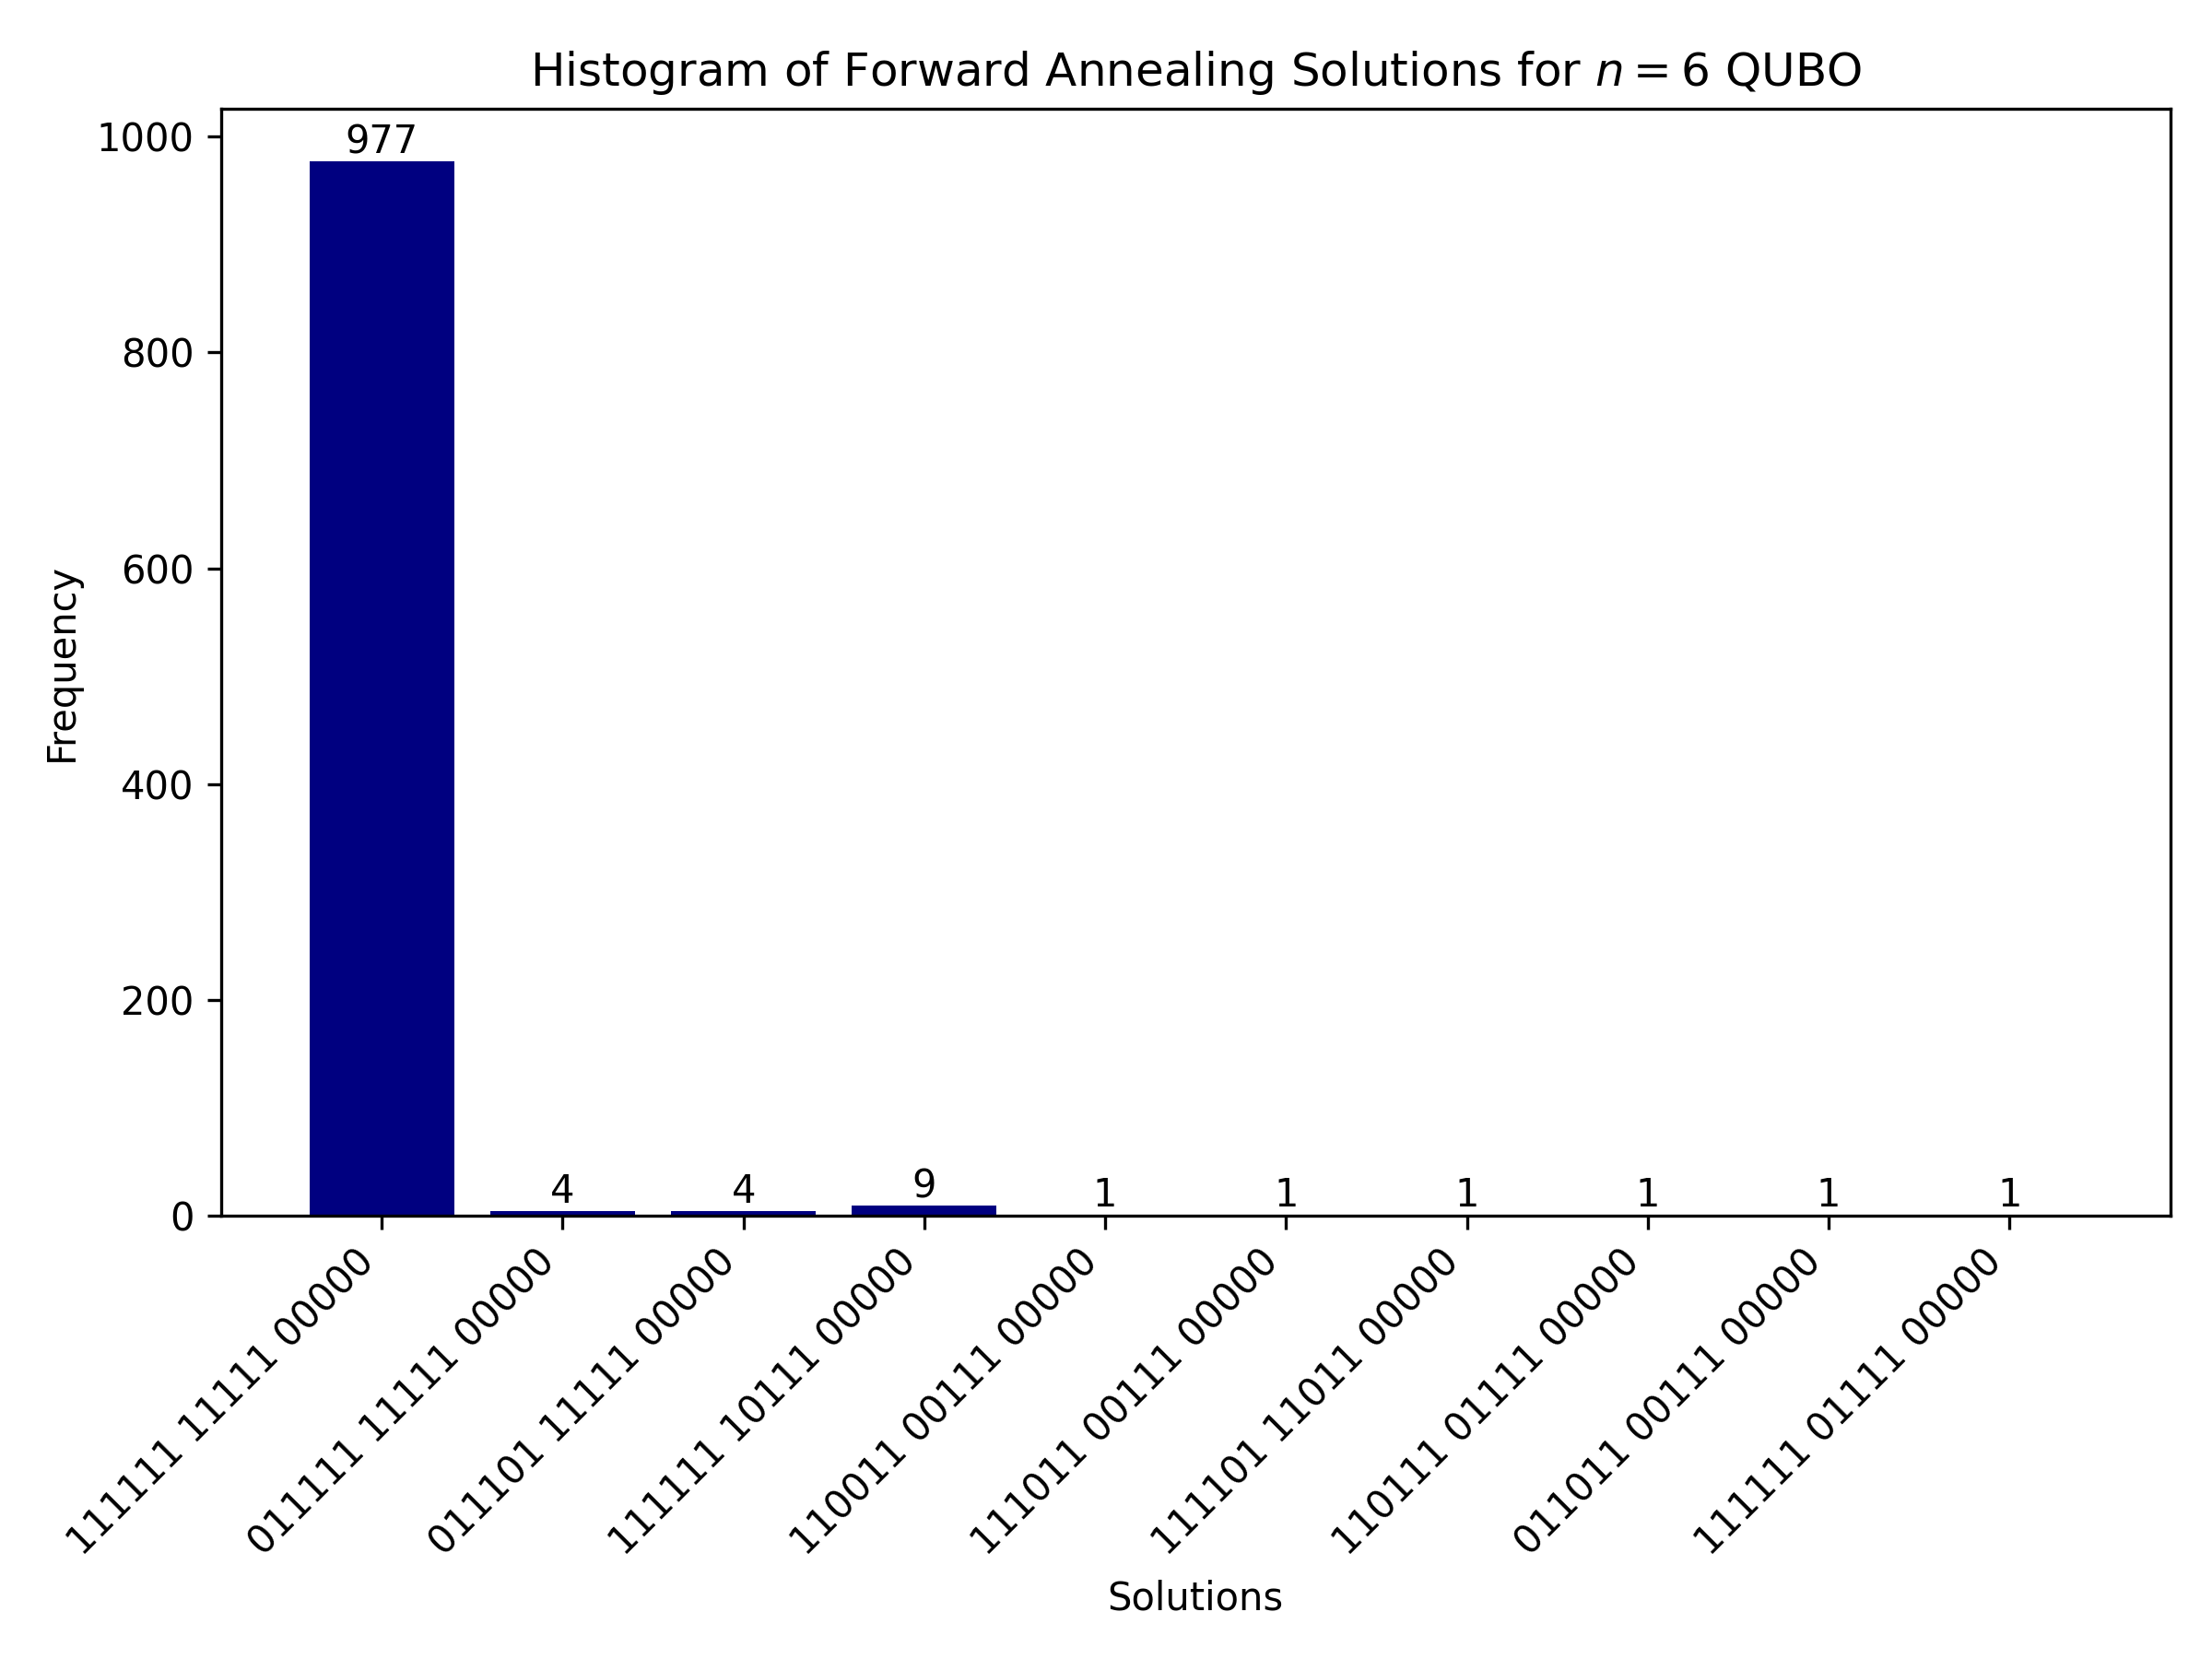 Histogram of Forward Annealing Solutions for n = 6 QUBO
Frequency
1000
800
600
400
200
0
977
4
4
9
1
1
1
1
1
1
111111 11111 00000
011111 11111 00000
011101 11111 00000
111111 10111 00000
110011 00111 00000
111011 00111 00000
111101 11011 00000
110111 01111 00000
011011 00111 00000
111111 01111 00000
Solutions